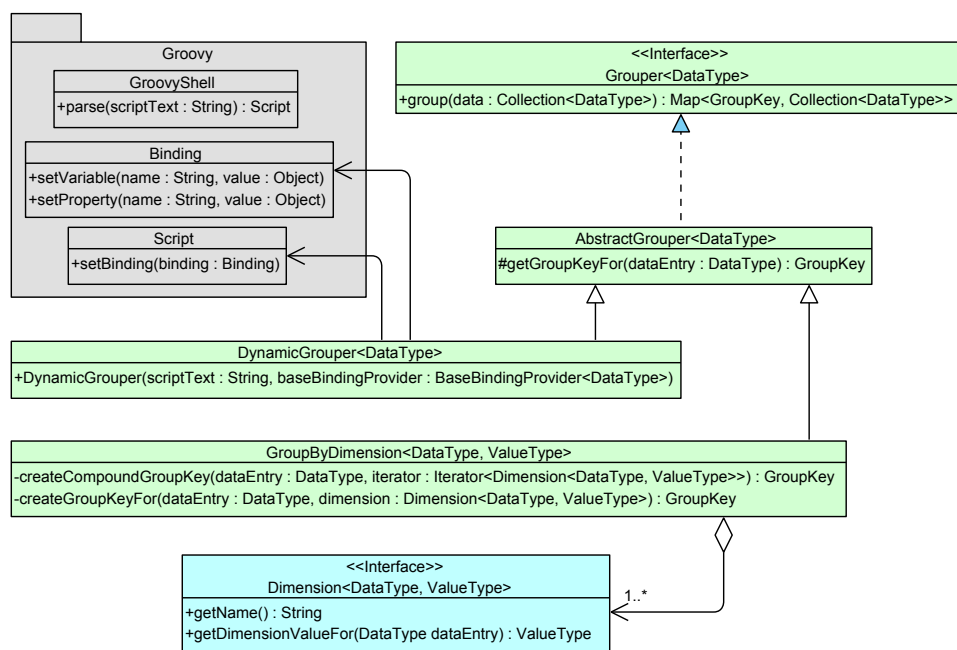 Groovy
GroovyShell
+parse(scriptText : String) : Script
Binding
+setVariable(name : String, value : Object)
+setProperty(name : String, value : Object)
Script
+setBinding(binding : Binding)
<<Interface>>
Grouper<DataType>
+group(data : Collection<DataType>) : Map<GroupKey, Collection<DataType>>
AbstractGrouper<DataType>
#getGroupKeyFor(dataEntry : DataType) : GroupKey
DynamicGrouper<DataType>
+DynamicGrouper(scriptText : String, baseBindingProvider : BaseBindingProvider<DataType>)
GroupByDimension<DataType, ValueType>
-createCompoundGroupKey(dataEntry : DataType, iterator : Iterator<Dimension<DataType, ValueType>>) : GroupKey
-createGroupKeyFor(dataEntry : DataType, dimension : Dimension<DataType, ValueType>) : GroupKey
<<Interface>>
Dimension<DataType, ValueType>
1..*
+getName() : String
+getDimensionValueFor(DataType dataEntry) : ValueType